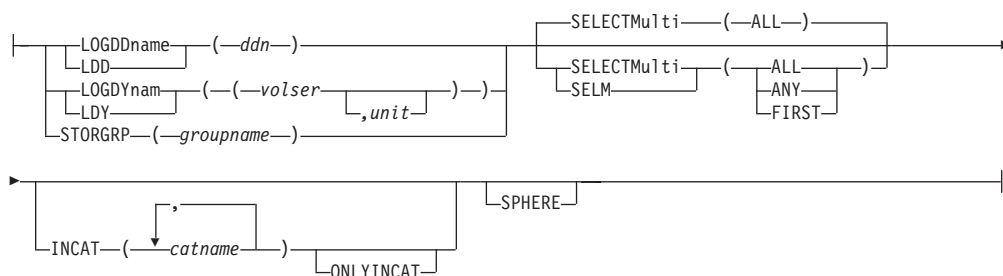 SELECTMulti (ALL)
LOGDDname (ddn) SELECTMulti (ALL)
LDD SELM ANY
LOGDYnam ((volser )) FIRST
LDY ,unit
STORGRP (groupname)
,
SPHERE
INCAT ( catname )
ONLYINCAT